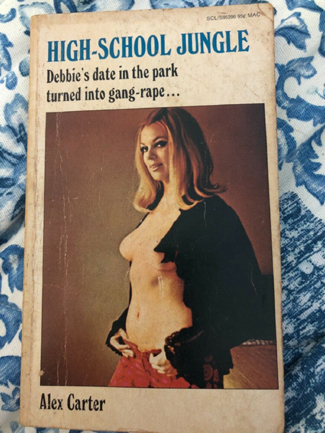 HIGH-SCHOOL JUNGLE
Debbie's date in the park
turned into gang-rape...
Alex Carter